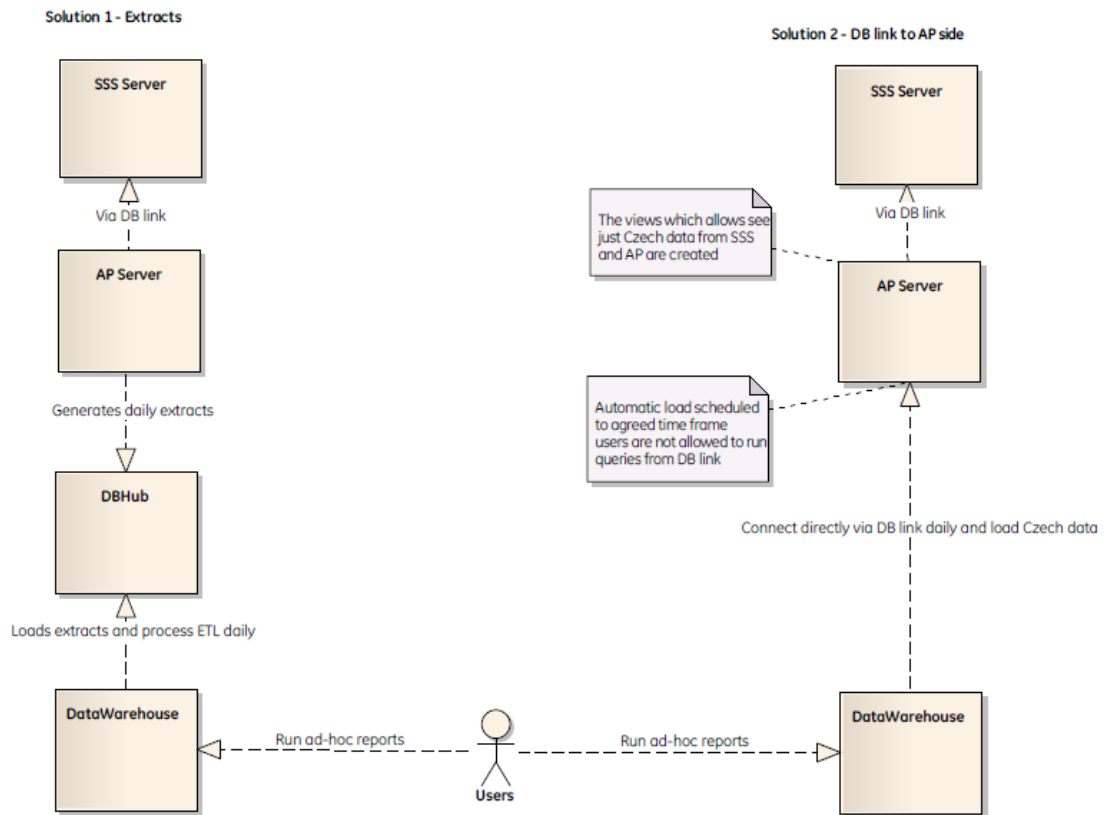 Solution 1 - Extracts
SSS Server
Via DB link
AP Server
Generates daily extracts
DBHub
Loads extracts and process ETL daily
DataWarehouse
Run ad-hoc reports
Users
Solution 2 - DB link to AP side
SSS Server
The views which allows see
just Czech data from SSS
and AP are created
Via DB link
AP Server
Automatic load scheduled
to agreed time frame
users are not allowed to run
queries from DB link
Connect directly via DB link daily and load Czech data
Run ad-hoc reports
DataWarehouse